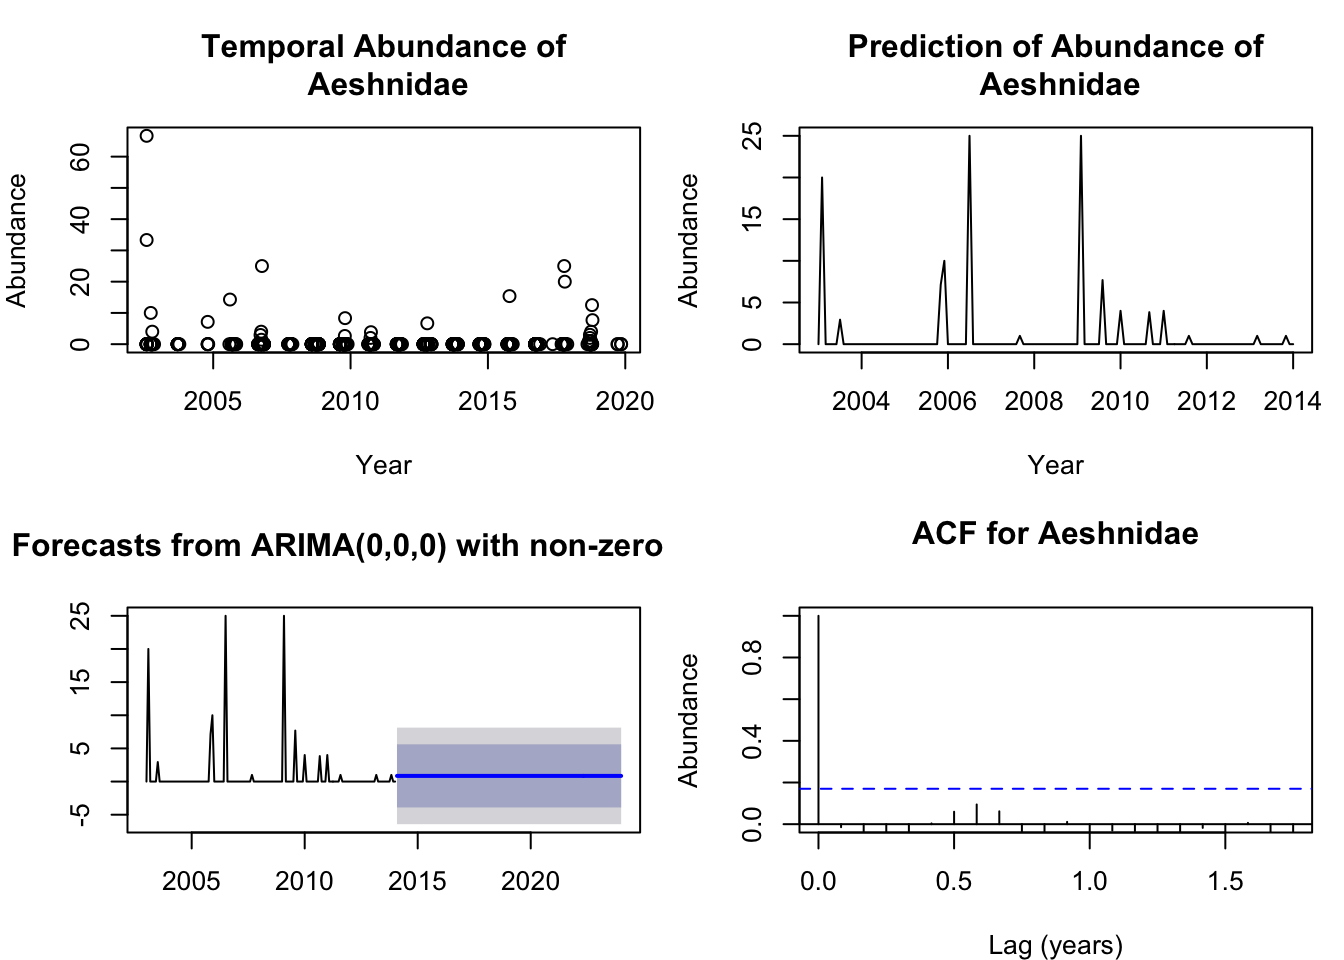 Temporal Abundance of
Aeshnidae
Abundance
0
20
40
60
2005
2010
2015
2020
Year
Prediction of Abundance of
Aeshnidae
Abundance
0
5
15
25
2004
2006
2008
2010
2012
2014
Year
Forecasts from ARIMA(0,0,0) with non-zero
-5
5
15
25
2005
2010
2015
2020
ACF for Aeshnidae
Abundance
0.0
0.4
0.8
0.0
0.5
1.0
1.5
Lag (years)